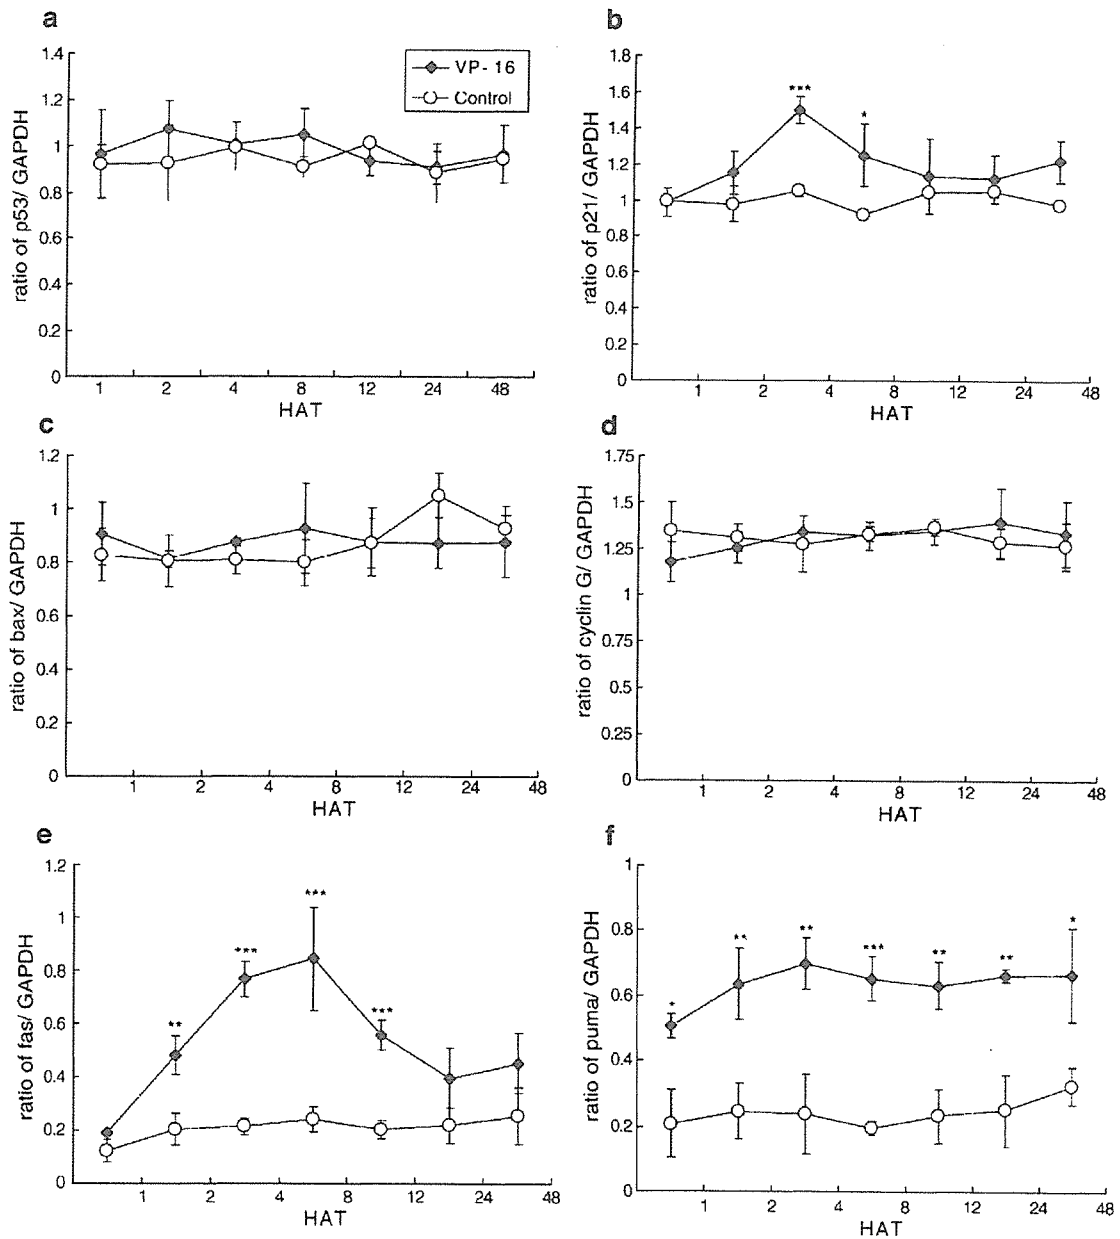 a
1.4
1.2
1
0.8
0.6
0.4
0.2
0
ratio of p53/ GAPDH
VP-16
Control
1 2 4 8 12 24 48
HAT
b
1.8
1.6
1.4
1.2
1
0.8
0.6
0.4
0.2
0
ratio of p21/ GAPDH
***
*
1 2 4 8 12 24 48
HAT
c
1.2
1
0.8
0.6
0.4
0.2
0
ratio of bax/ GAPDH
1 2 4 8 12 24 48
HAT
d
1.75
1.5
1.25
1
1.75
0.5
0.25
0
ratio of cyclin G/ GAPDH
1 2 4 8 12 24 48
HAT
e
1.2
1
0.8
0.6
0.4
0.2
0
ratio of fas/ GAPDH
**
***
***
***
1 2 4 8 12 24 48
HAT
f
1
0.8
0.6
0.4
0.2
0
ratio of puma/ GAPDH
*
**
**
***
**
**
*
1 2 4 8 12 24 48
HAT